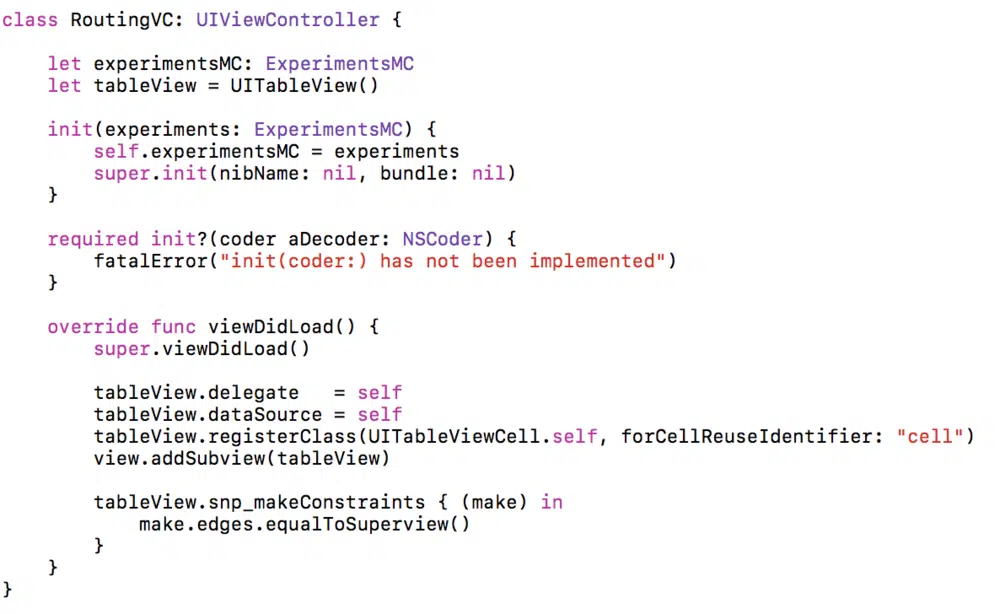 class RoutingVC: UIViewController {
    let experimentsMC: ExperimentsMC
    let tableView = UITableView()
    init(experiments: ExperimentsMC) {
        self.experimentsMC = experiments
        super.init(nibName: nil, bundle: nil)
    }
    required init?(coder aDecoder: NSCoder) {
        fatalError("init(coder:) has not been implemented")
    }
    override func viewDidLoad() {
        super.viewDidLoad()
        tableView.delegate   = self
        tableView.dataSource = self
        tableView.registerClass(UITableViewCell.self, forCellReuseIdentifier: "cell")
        view.addSubview(tableView)
        tableView.snp_makeConstraints { (make) in
            make.edges.equalToSuperview()
        }
    }
}